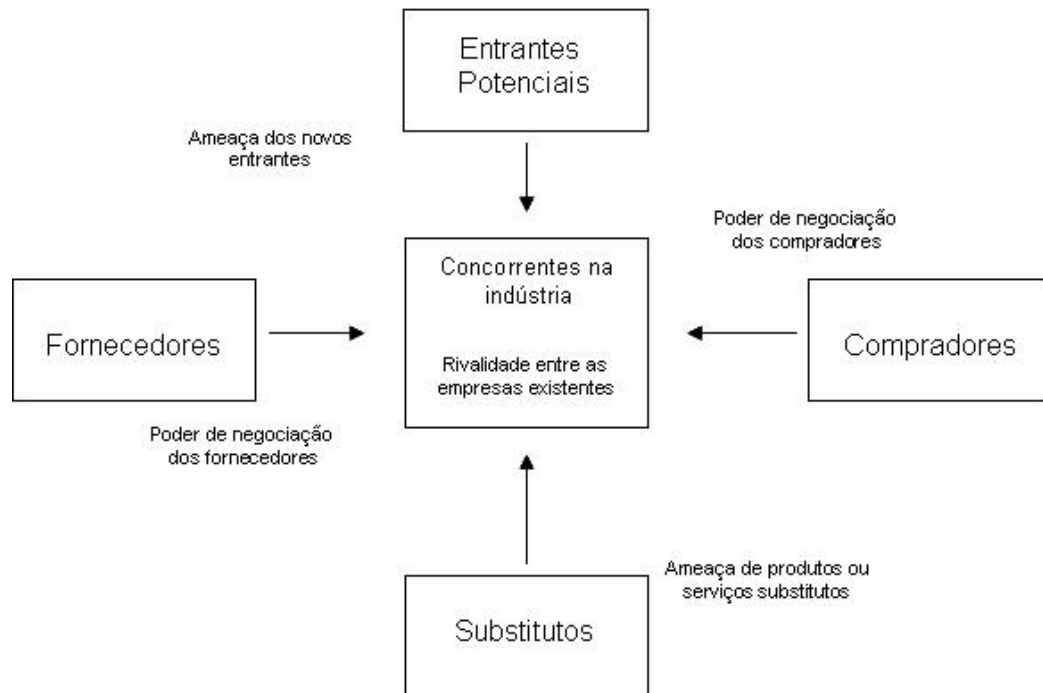 Entrantes
Potenciais
Ameaça dos novos
entrantes
Poder de negociação
dos compradores
Concorrentes na
indústria
Rivalidade entre as
empresas existentes
Fornecedores
Compradores
Poder de negociação
dos fornecedores
Ameaça de produtos ou
serviços substitutos
Substitutos